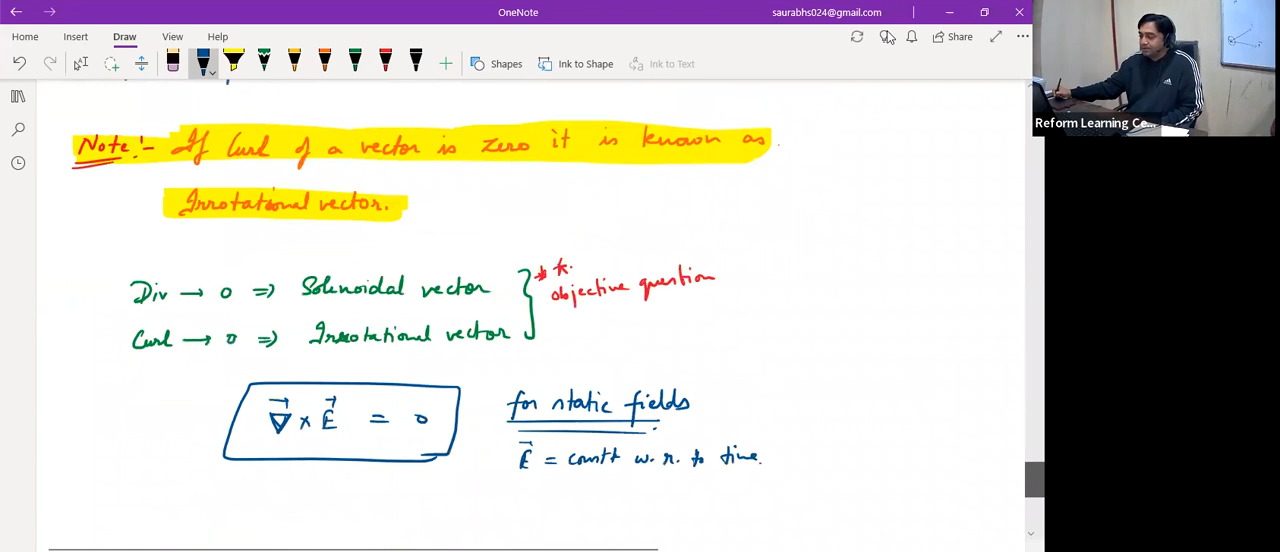 OneNote
saurabhs024@gmail.com
Home Insert Draw View Help
Share
Shapes Ink to Shape Ink to Text
Reform Learning Ce...
Note:- If Curl of a vector is zero it is known as
Irrotational vector.
Div → 0 ⇒ Solenoidal vector
Curl → 0 ⇒ Irrotational vector
** objective question
∇⃗ × E⃗ = 0
for static fields
E⃗ = constt w.r. to time.